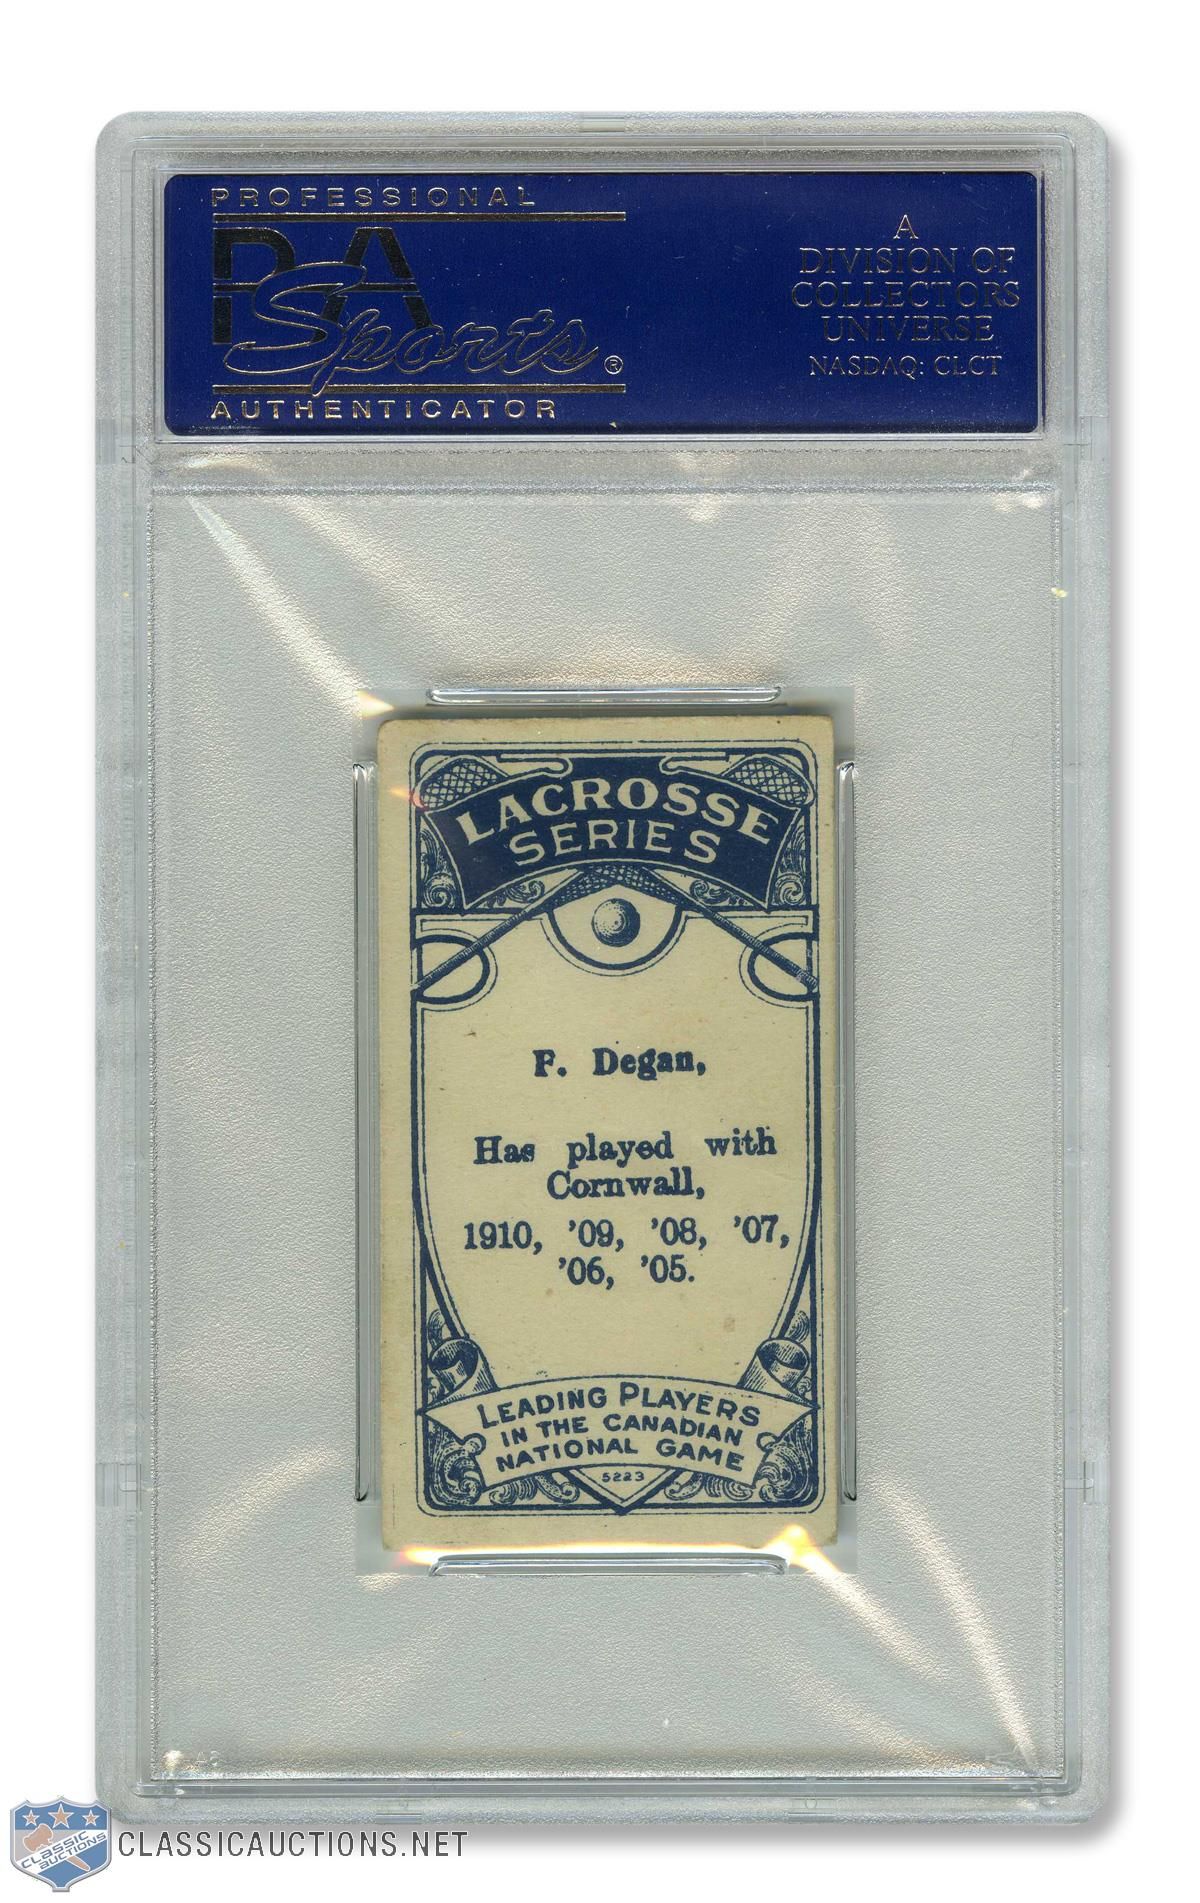 PROFESSIONAL
PSA
Sports®
AUTHENTICATOR
A
DIVISION OF
COLLECTORS
UNIVERSE
NASDAQ: CLCT
LACROSSE
SERIES
F. Degan,
Has played with
Cornwall,
1910, '09, '08, '07,
'06, '05.
LEADING PLAYERS
IN THE CANADIAN
NATIONAL GAME
5223
CLASSIC
AUCTIONS
CLASSICAUCTIONS.NET